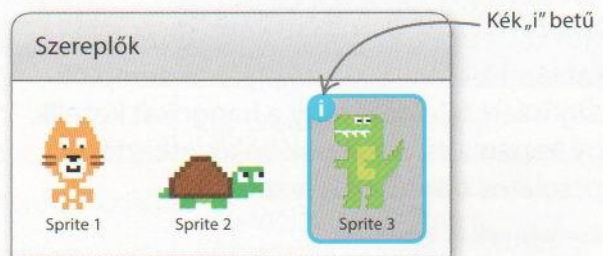 Kék „i” betű
Szereplők
i
Sprite 1
Sprite 2
Sprite 3